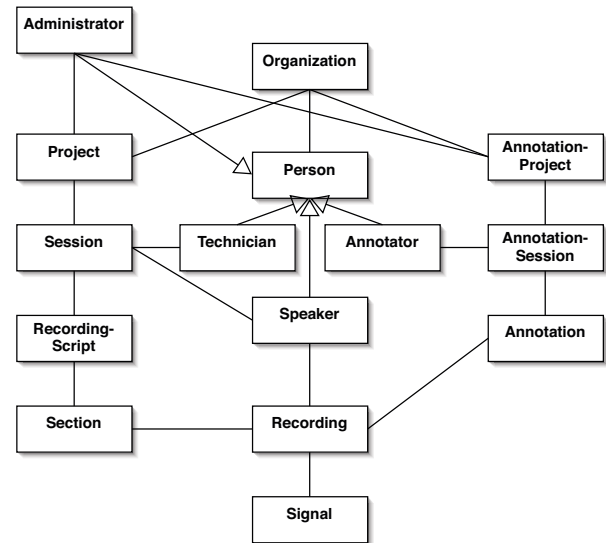 Administrator
Organization
Project
Person
Annotation-
Project
Session
Technician
Annotator
Annotation-
Session
Recording-
Script
Speaker
Annotation
Section
Recording
Signal